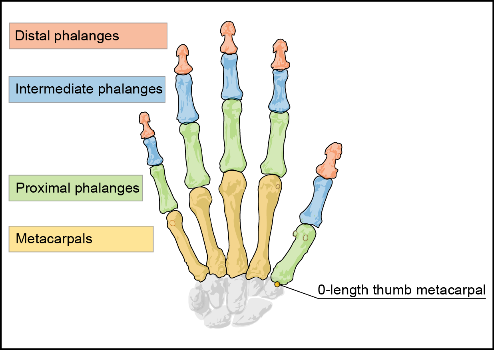 Distal phalanges
Intermediate phalanges
Proximal phalanges
Metacarpals
0-length thumb metacarpal